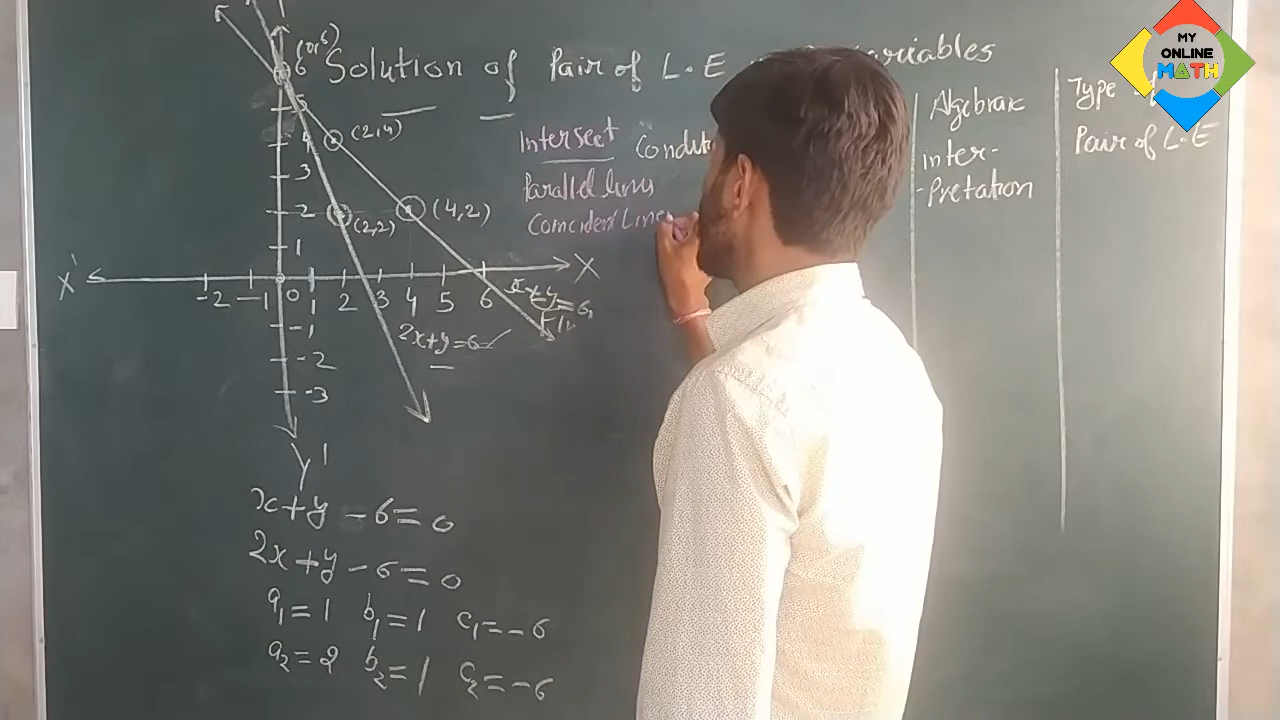 Solution of Pair of L.E variables
(0,6)
6
5
4
3
2
1
(2,4)
(4,2)
(2,2)
X' X
-2 -1 0 1 2 3 4 5 6
-1
-2
-3
x+y=6
2x+y=6
Y'
Intersect
Parallel lines
Coincident Lines
Algebraic
inter-
-pretation
Type
Pair of L.E
x+y-6=0
2x+y-6=0
a₁=1 b₁=1 c₁=-6
a₂=2 b₂=1 c₂=-6
MY
ONLINE
MATH